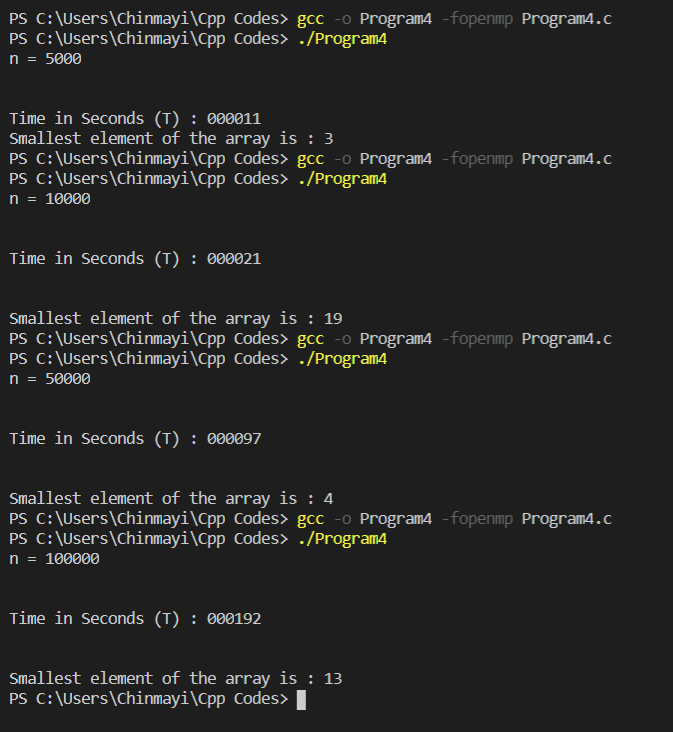 PS C:\Users\Chinmayi\Cpp Codes> gcc -o Program4 -fopenmp Program4.c
PS C:\Users\Chinmayi\Cpp Codes> ./Program4
n = 5000
Time in Seconds (T) : 000011
Smallest element of the array is : 3
PS C:\Users\Chinmayi\Cpp Codes> gcc -o Program4 -fopenmp Program4.c
PS C:\Users\Chinmayi\Cpp Codes> ./Program4
n = 10000
Time in Seconds (T) : 000021
Smallest element of the array is : 19
PS C:\Users\Chinmayi\Cpp Codes> gcc -o Program4 -fopenmp Program4.c
PS C:\Users\Chinmayi\Cpp Codes> ./Program4
n = 50000
Time in Seconds (T) : 000097
Smallest element of the array is : 4
PS C:\Users\Chinmayi\Cpp Codes> gcc -o Program4 -fopenmp Program4.c
PS C:\Users\Chinmayi\Cpp Codes> ./Program4
n = 100000
Time in Seconds (T) : 000192
Smallest element of the array is : 13
PS C:\Users\Chinmayi\Cpp Codes>